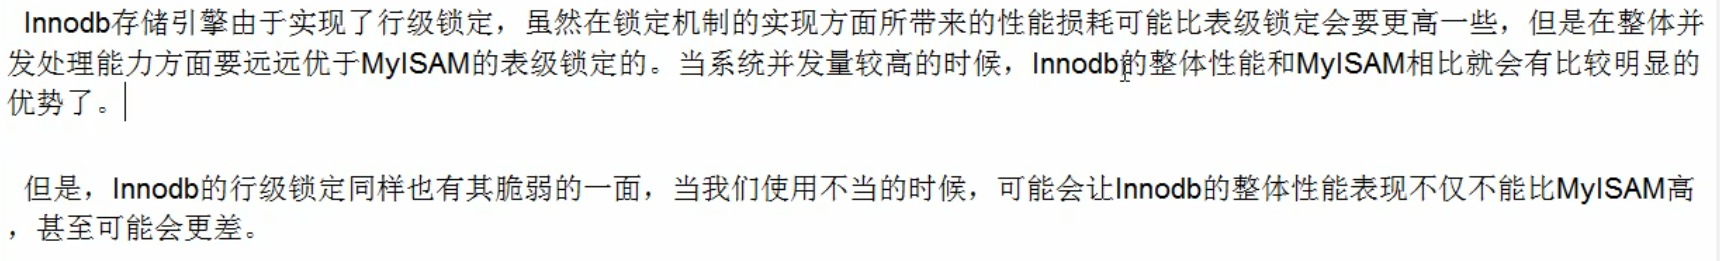 Innodb存储引擎由于实现了行级锁定，虽然在锁定机制的实现方面所带来的性能损耗可能比表级锁定会要更高一些，但是在整体并
发处理能力方面要远远优于MyISAM的表级锁定的。当系统并发量较高的时候，Innodb的整体性能和MyISAM相比就会有比较明显的
优势了。
但是，Innodb的行级锁定同样也有其脆弱的一面，当我们使用不当的时候，可能会让Innodb的整体性能表现不仅不能比MyISAM高
，甚至可能会更差。